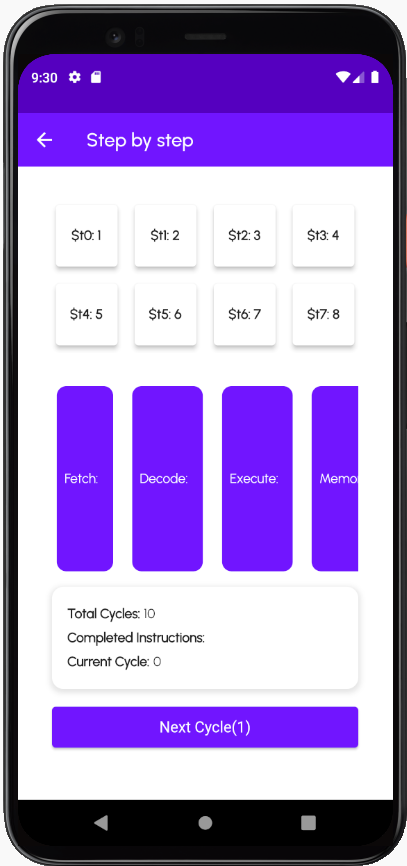 9:30
Step by step
$t0: 1 $t1: 2 $t2: 3 $t3: 4
$t4: 5 $t5: 6 $t6: 7 $t7: 8
Fetch: Decode: Execute: Memo
Total Cycles: 10
Completed Instructions:
Current Cycle: 0
Next Cycle(1)